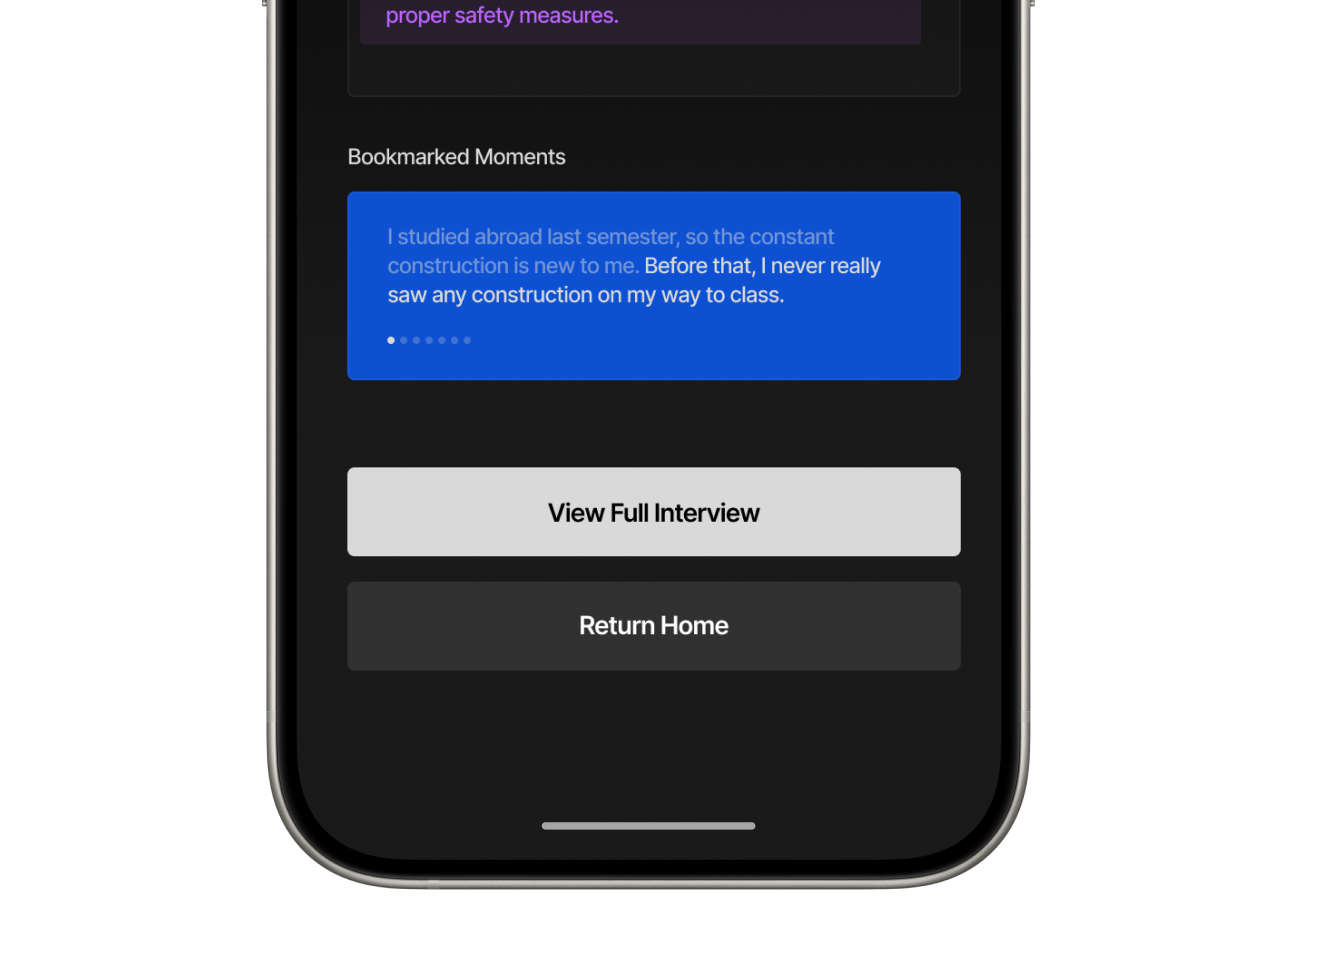 proper safety measures.
Bookmarked Moments
I studied abroad last semester, so the constant
construction is new to me. Before that, I never really
saw any construction on my way to class.
View Full Interview
Return Home